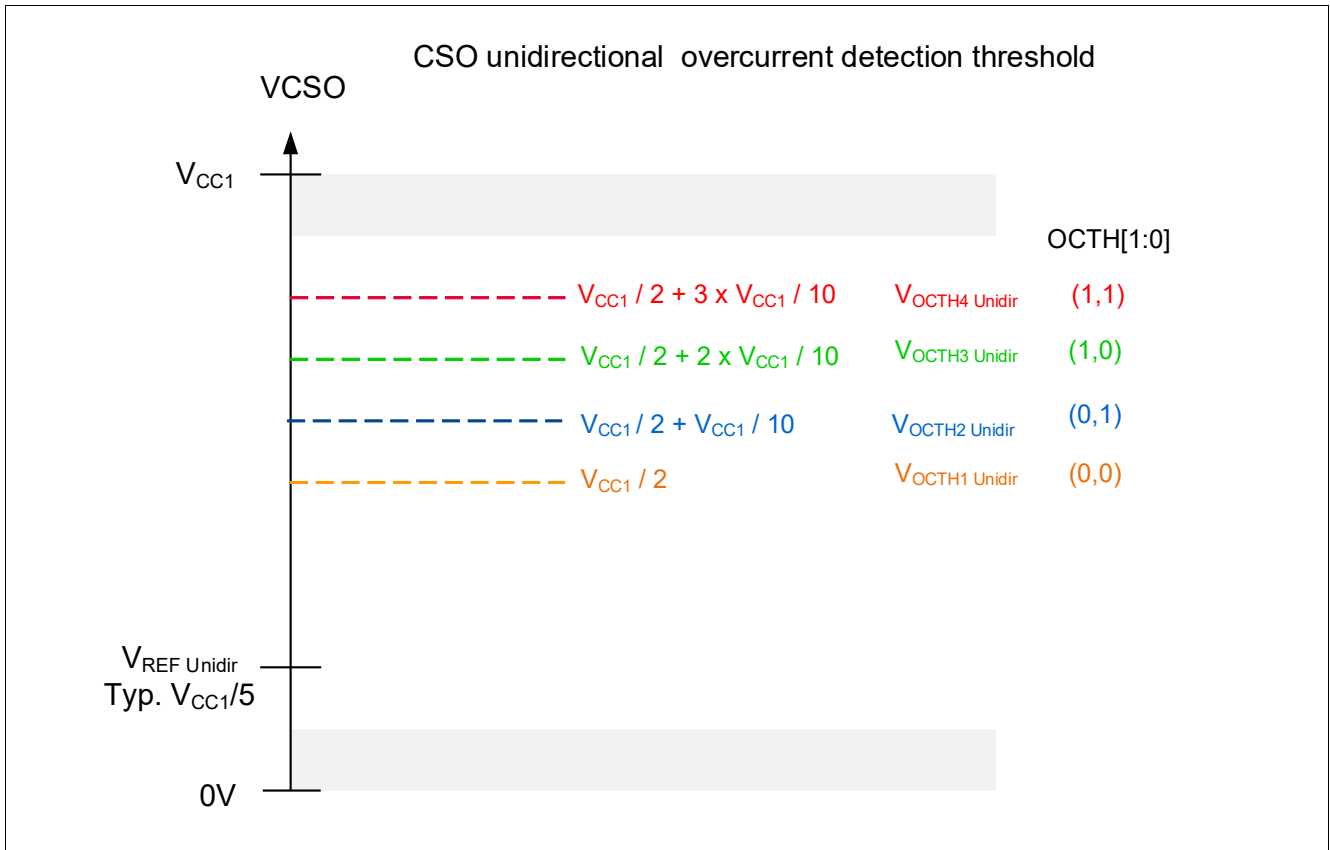 CSO unidirectional overcurrent detection threshold
VCSO
VCC1
OCTH[1:0]
VCC1 / 2 + 3 x VCC1 / 10 VOCTH4 Unidir (1,1)
VCC1 / 2 + 2 x VCC1 / 10 VOCTH3 Unidir (1,0)
VCC1 / 2 + VCC1 / 10 VOCTH2 Unidir (0,1)
VCC1 / 2 VOCTH1 Unidir (0,0)
VREF Unidir
Typ. VCC1/5
0V